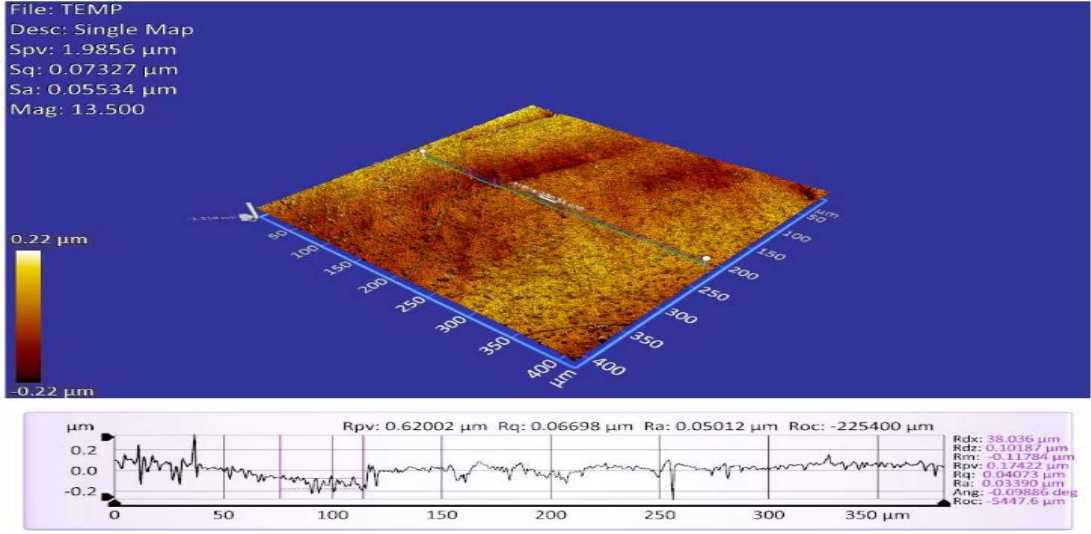 File: TEMP
Desc: Single Map
Spv: 1.9856 µm
Sq: 0.07327 µm
Sa: 0.05534 µm
Mag: 13.500
0.22 µm
-0.22 µm
50
100
150
200
250
300
350
400
µm
µm
50
100
150
200
250
300
350
400
µm
Rpv: 0.62002 µm Rq: 0.06698 µm Ra: 0.05012 µm Roc: -225400 µm
0.2
0.0
-0.2
0 50 100 150 200 250 300 350 µm
Rdx: 38.036 µm
Rdz: 0.10187 µm
Rm: -0.11784 µm
Rpv: 0.17422 µm
Rq: 0.04073 µm
Ra: 0.03390 µm
Ang: -0.09886 deg
Roc: -5447.6 µm